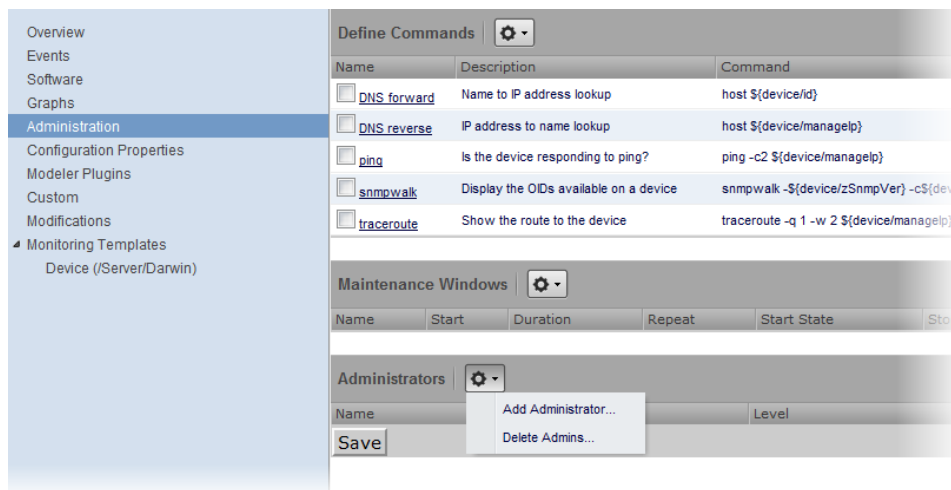 Overview
Events
Software
Graphs
Administration
Configuration Properties
Modeler Plugins
Custom
Modifications
Monitoring Templates
Device (/Server/Darwin)
Define Commands
Name Description Command
DNS forward Name to IP address lookup host ${device/id}
DNS reverse IP address to name lookup host ${device/manageIp}
ping Is the device responding to ping? ping -c2 ${device/manageIp}
snmpwalk Display the OIDs available on a device snmpwalk -${device/zSnmpVer} -c${dev
traceroute Show the route to the device traceroute -q 1 -w 2 ${device/manageIp}
Maintenance Windows
Name Start Duration Repeat Start State Sto
Administrators
Name Level
Add Administrator...
Delete Admins...
Save